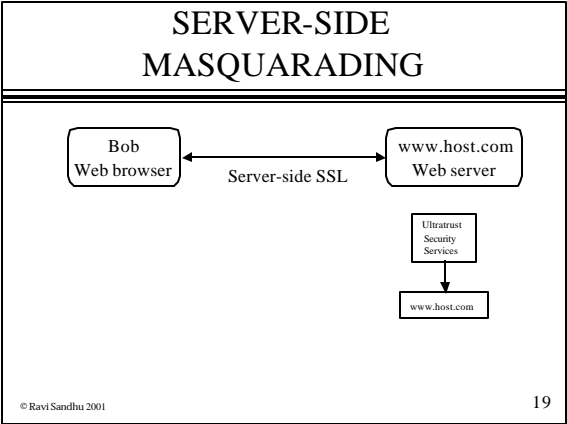 SERVER-SIDE
MASQUARADING
Bob
Web browser
Server-side SSL
www.host.com
Web server
Ultratrust
Security
Services
www.host.com
© Ravi Sandhu 2001
19